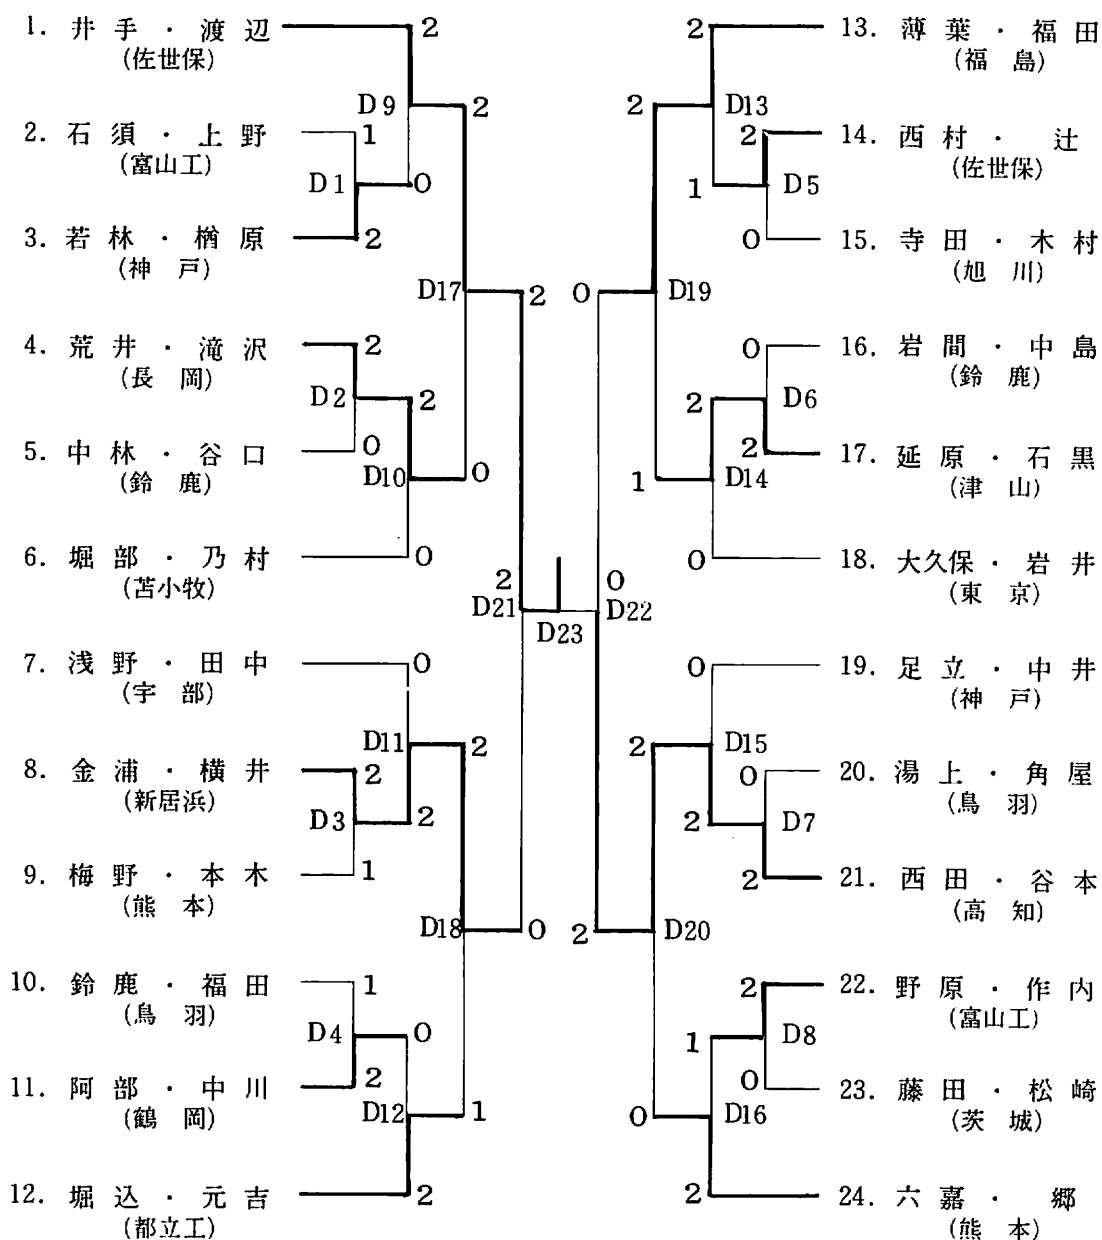 1. 井手・渡辺
(佐世保)
2. 石須・上野
(富山工)
3. 若林・楢原
(神戸)
4. 荒井・滝沢
(長岡)
5. 中林・谷口
(鈴鹿)
6. 堀部・乃村
(苫小牧)
7. 浅野・田中
(宇部)
8. 金浦・横井
(新居浜)
9. 梅野・本木
(熊本)
10. 鈴鹿・福田
(鳥羽)
11. 阿部・中川
(鶴岡)
12. 堀込・元吉
(都立工)
2
D9
2
1
D1
0
2
D17
2
2
D2
2
0
D10
0
0
2
D21
0
D11
2
2
D3
2
1
D18
0
1
D4
0
2
D12
1
2
D23
2
2
D13
2
1
D5
0
0
D19
0
2
D6
2
1
D14
0
0
D22
0
2
D15
0
2
D7
2
2
D20
2
1
D8
0
0
D16
2
13. 薄葉・福田
(福島)
14. 西村・辻
(佐世保)
15. 寺田・木村
(旭川)
16. 岩間・中島
(鈴鹿)
17. 延原・石黒
(津山)
18. 大久保・岩井
(東京)
19. 足立・中井
(神戸)
20. 湯上・角屋
(鳥羽)
21. 西田・谷本
(高知)
22. 野原・作内
(富山工)
23. 藤田・松崎
(茨城)
24. 六嘉・郷
(熊本)